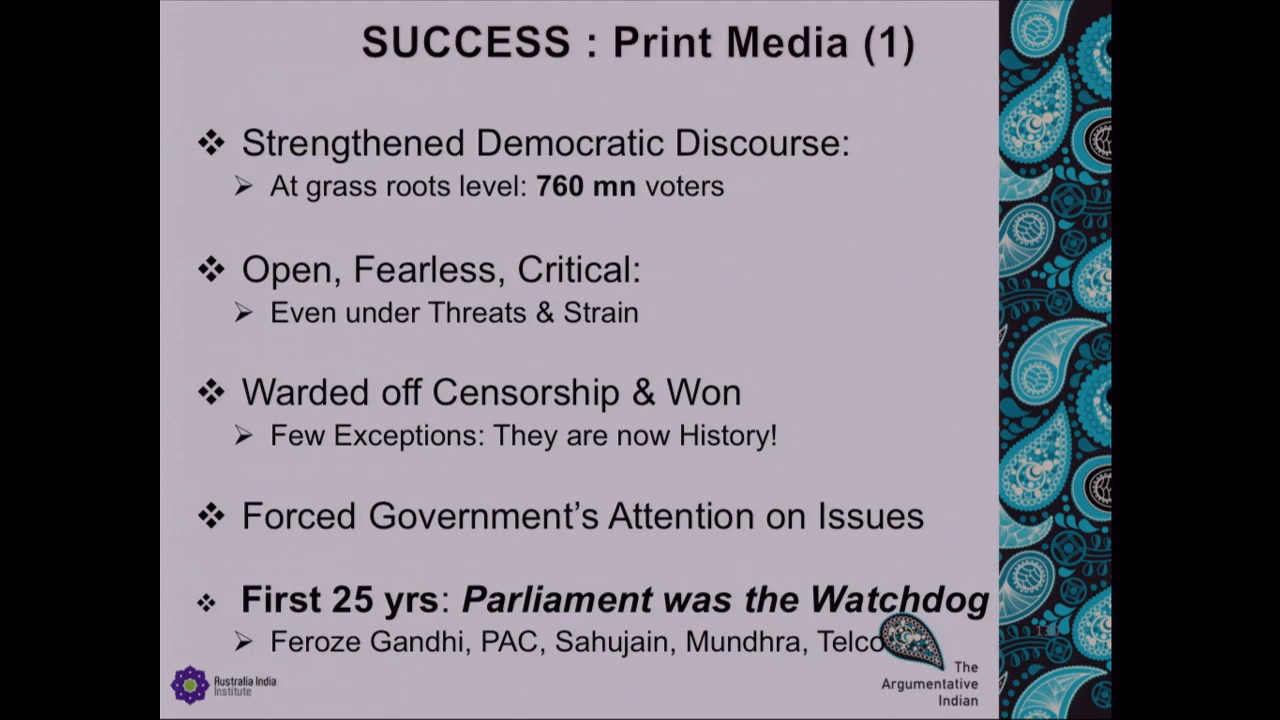 SUCCESS : Print Media (1)
❖ Strengthened Democratic Discourse:
➢ At grass roots level: 760 mn voters
❖ Open, Fearless, Critical:
➢ Even under Threats & Strain
❖ Warded off Censorship & Won
➢ Few Exceptions: They are now History!
❖ Forced Government’s Attention on Issues
❖ First 25 yrs: Parliament was the Watchdog
➢ Feroze Gandhi, PAC, Sahujain, Mundhra, Telco
Australia India
Institute
The
Argumentative
Indian